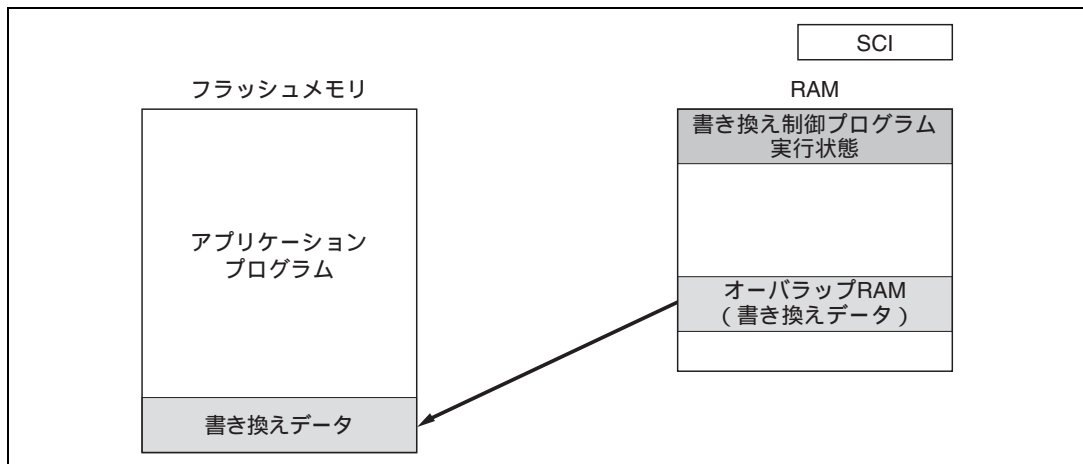 SCI
フラッシュメモリ
RAM
書き換え制御プログラム
実行状態
アプリケーション
プログラム
オーバラップRAM
(書き換えデータ)
書き換えデータ